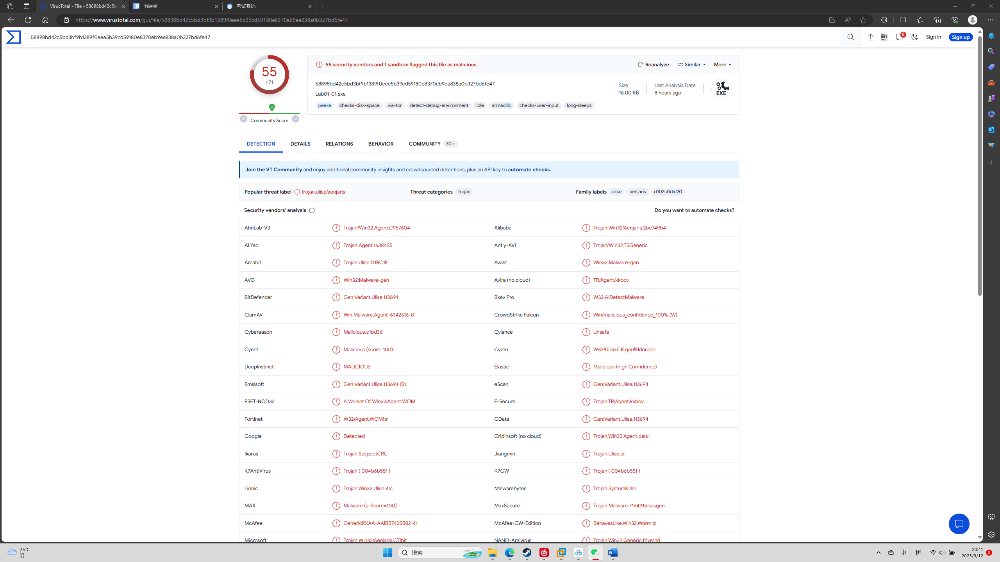 VirusTotal - File - 58898bd42c5bd
雨课堂
考试系统
https://www.virustotal.com/gui/file/58898bd42c5bd3bf9b1389f0eee5b39cd59180e8370eb9ea838a0b327bd6fe47
58898bd42c5bd3bf9b1389f0eee5b39cd59180e8370eb9ea838a0b327bd6fe47
8
Sign in
Sign up
55
/ 71
Community Score
55 security vendors and 1 sandbox flagged this file as malicious
Reanalyze
Similar
More
58898bd42c5bd3bf9b1389f0eee5b39cd59180e8370eb9ea838a0b327bd6fe47
Lab01-01.exe
Size
16.00 KB
Last Analysis Date
8 hours ago
EXE
peexe checks-disk-space via-tor detect-debug-environment idle armadillo checks-user-input long-sleeps
DETECTION DETAILS RELATIONS BEHAVIOR COMMUNITY 30 +
Join the VT Community and enjoy additional community insights and crowdsourced detections, plus an API key to automate checks.
Popular threat label trojan.ulise/aenjaris Threat categories trojan Family labels ulise aenjaris r002c0did20
Security vendors' analysis Do you want to automate checks?
AhnLab-V3 Trojan/Win32.Agent.C957604 Alibaba Trojan:Win32/Aenjaris.2be749b4
ALYac Trojan.Agent.16384SS Antiy-AVL Trojan/Win32.TSGeneric
Arcabit Trojan.Ulise.D1BC1E Avast Win32:Malware-gen
AVG Win32:Malware-gen Avira (no cloud) TR/Agent.kkbov
BitDefender Gen:Variant.Ulise.113694 Bkav Pro W32.AIDetectMalware
ClamAV Win.Malware.Agent-6342616-0 CrowdStrike Falcon Win/malicious_confidence_100% (W)
Cybereason Malicious.c1bd36 Cylance Unsafe
Cynet Malicious (score: 100) Cyren W32/Ulise.CK.gen!Eldorado
DeepInstinct MALICIOUS Elastic Malicious (high Confidence)
Emsisoft Gen:Variant.Ulise.113694 (B) eScan Gen:Variant.Ulise.113694
ESET-NOD32 A Variant Of Win32/Agent.WOM F-Secure Trojan.TR/Agent.kkbov
Fortinet W32/Agent.WOM!tr GData Gen:Variant.Ulise.113694
Google Detected Gridinsoft (no cloud) Trojan.Win32.Agent.oa!s1
Ikarus Trojan.SuspectCRC Jiangmin Trojan.Ulise.cr
K7AntiVirus Trojan ( 004b6b551 ) K7GW Trojan ( 004b6b551 )
Lionic Trojan.Win32.Ulise.4!c Malwarebytes Trojan.SystemKiller
MAX Malware (ai Score=100) MaxSecure Trojan.Malware.7164915.susgen
McAfee GenericRXAA-AA!BB7425B82141 McAfee-GW-Edition BehavesLike.Win32.Worm.lz
Microsoft Trojan:Win32/Aenjaris.CT!bit NANO-Antivirus Trojan.Win32.Generic.fhvmhd
25°C
阴
搜索
中
拼
20:41
2023/9/12
2